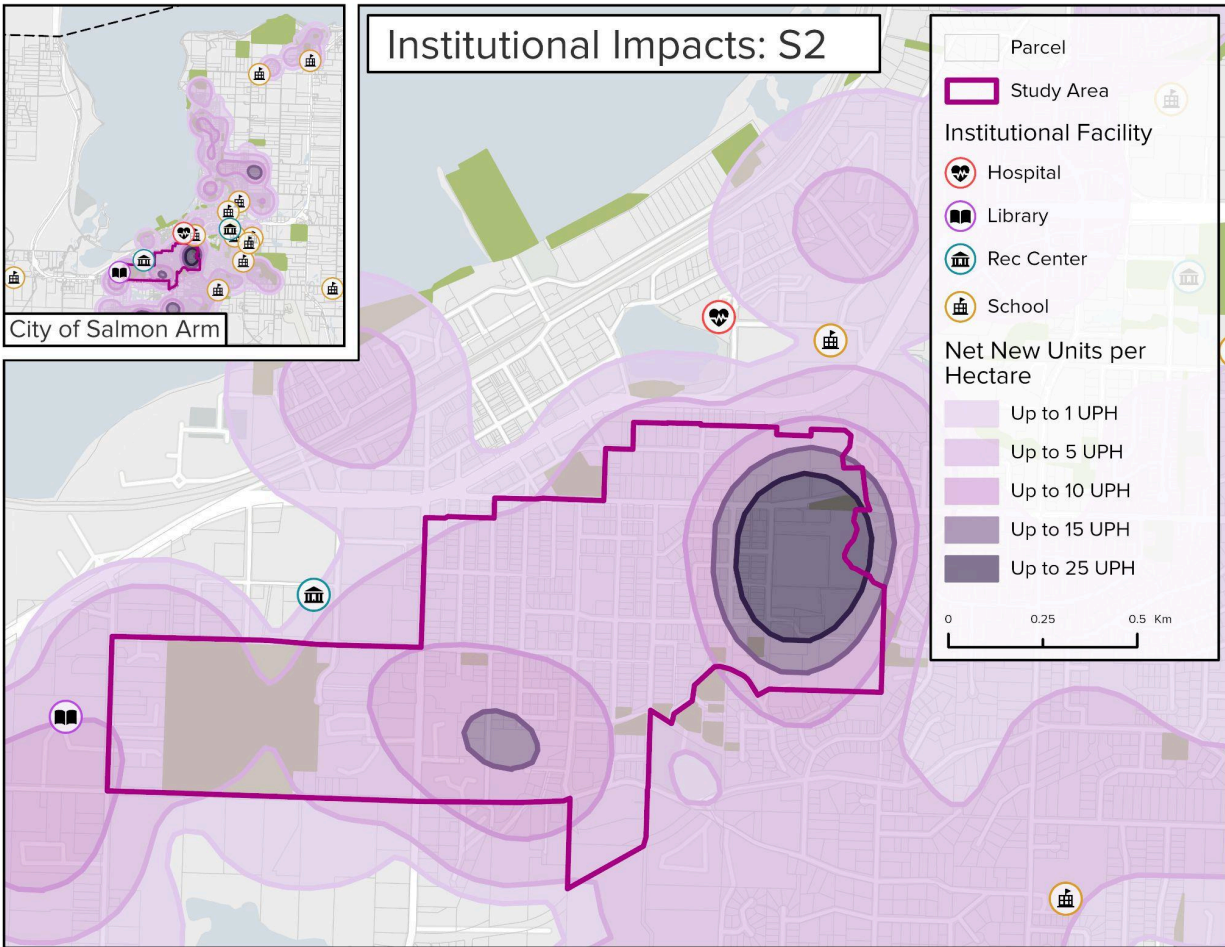 Institutional Impacts: S2
City of Salmon Arm
Parcel
Study Area
Institutional Facility
Hospital
Library
Rec Center
School
Net New Units per
Hectare
Up to 1 UPH
Up to 5 UPH
Up to 10 UPH
Up to 15 UPH
Up to 25 UPH
0 0.25 0.5 Km